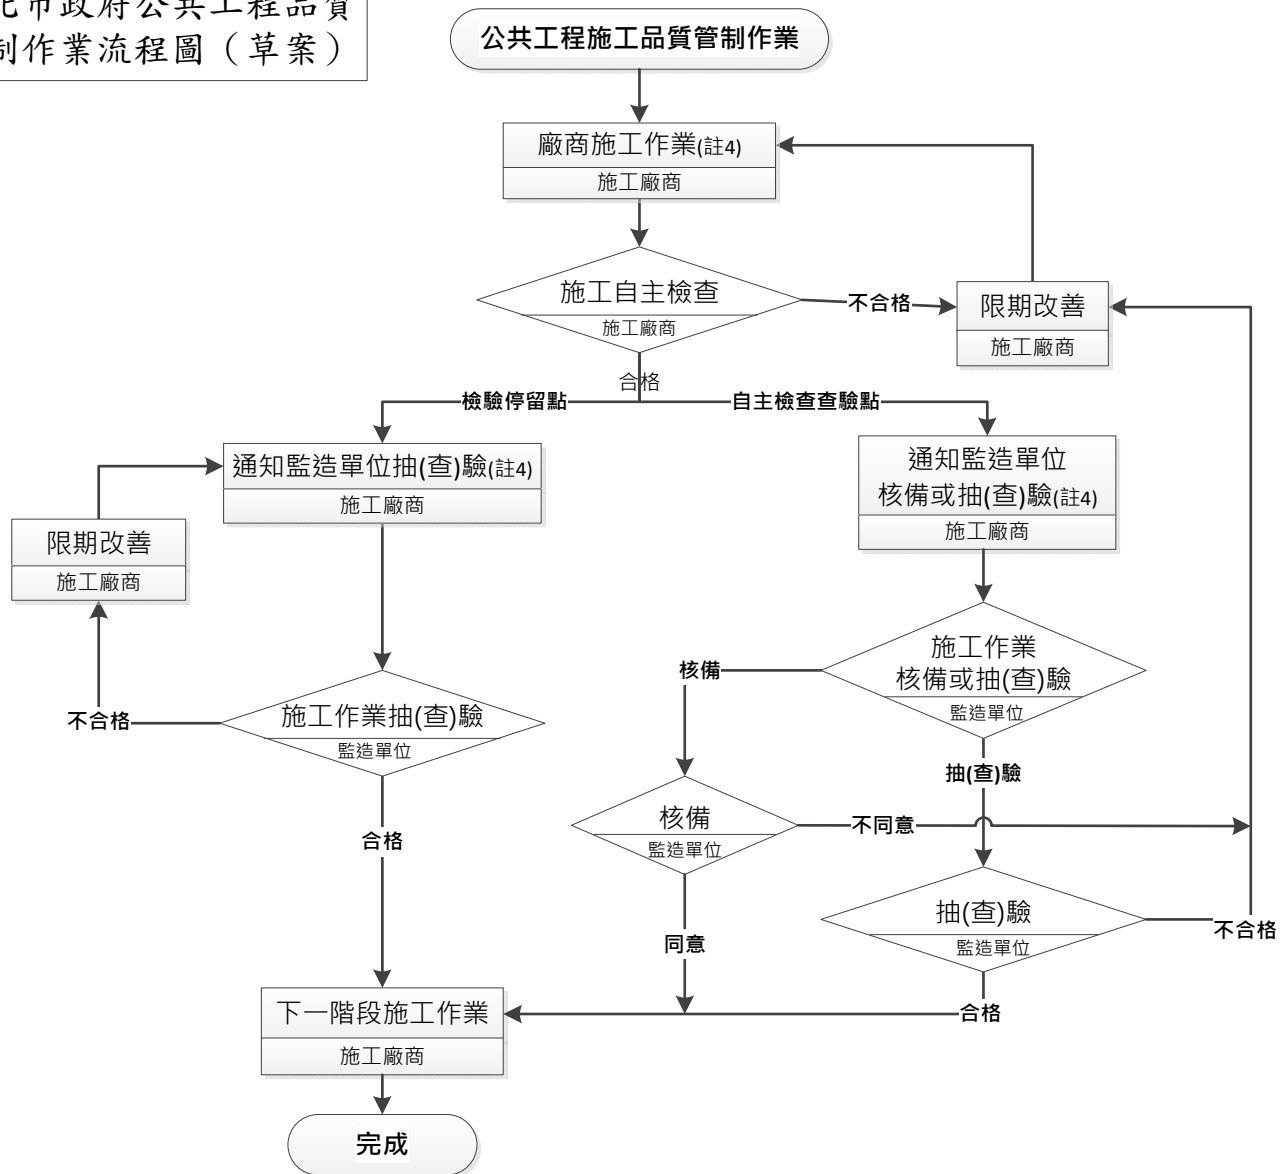 北市政府公共工程品質
制作業流程圖（草案）
公共工程施工品質管制作業
廠商施工作業(註4)
施工廠商
施工自主檢查
施工廠商
不合格
限期改善
施工廠商
合格
檢驗停留點
自主檢查查驗點
通知監造單位抽(查)驗(註4)
施工廠商
通知監造單位
核備或抽(查)驗(註4)
施工廠商
限期改善
施工廠商
施工作業
核備或抽(查)驗
監造單位
核備
不合格
施工作業抽(查)驗
監造單位
抽(查)驗
合格
核備
監造單位
不同意
抽(查)驗
監造單位
不合格
同意
合格
下一階段施工作業
施工廠商
完成